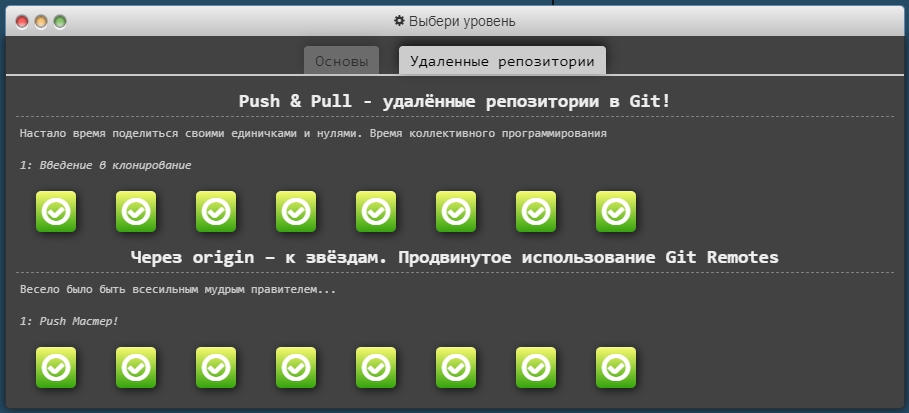 Выбери уровень
Основы
Удаленные репозитории
Push & Pull - удалённые репозитории в Git!
Настало время поделиться своими единичками и нулями. Время коллективного программирования
1: Введение в клонирование
Через origin – к звёздам. Продвинутое использование Git Remotes
Весело было быть всесильным мудрым правителем...
1: Push Мастер!